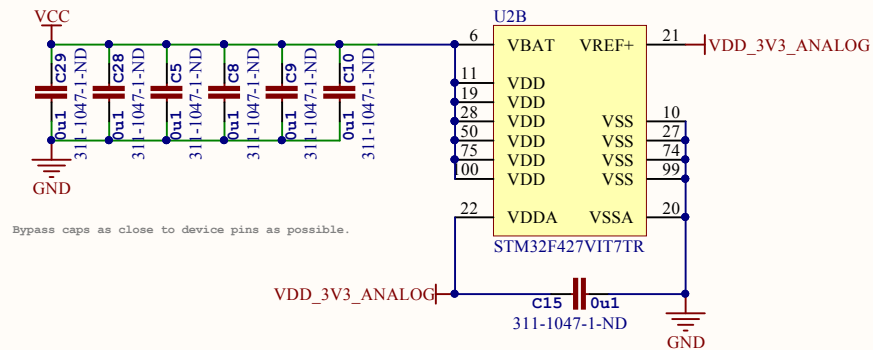 VCC
C29
0u1
311-1047-1-ND
C28
0u1
311-1047-1-ND
C5
0u1
311-1047-1-ND
C8
0u1
311-1047-1-ND
C9
0u1
311-1047-1-ND
C10
0u1
311-1047-1-ND
GND
Bypass caps as close to device pins as possible.
U2B
6 VBAT VREF+ 21 VDD_3V3_ANALOG
11 VDD
19 VDD
28 VDD VSS 10
50 VDD VSS 27
75 VDD VSS 74
100 VDD VSS 99
22 VDDA VSSA 20
STM32F427VIT7TR
VDD_3V3_ANALOG
C15 0u1
311-1047-1-ND
GND